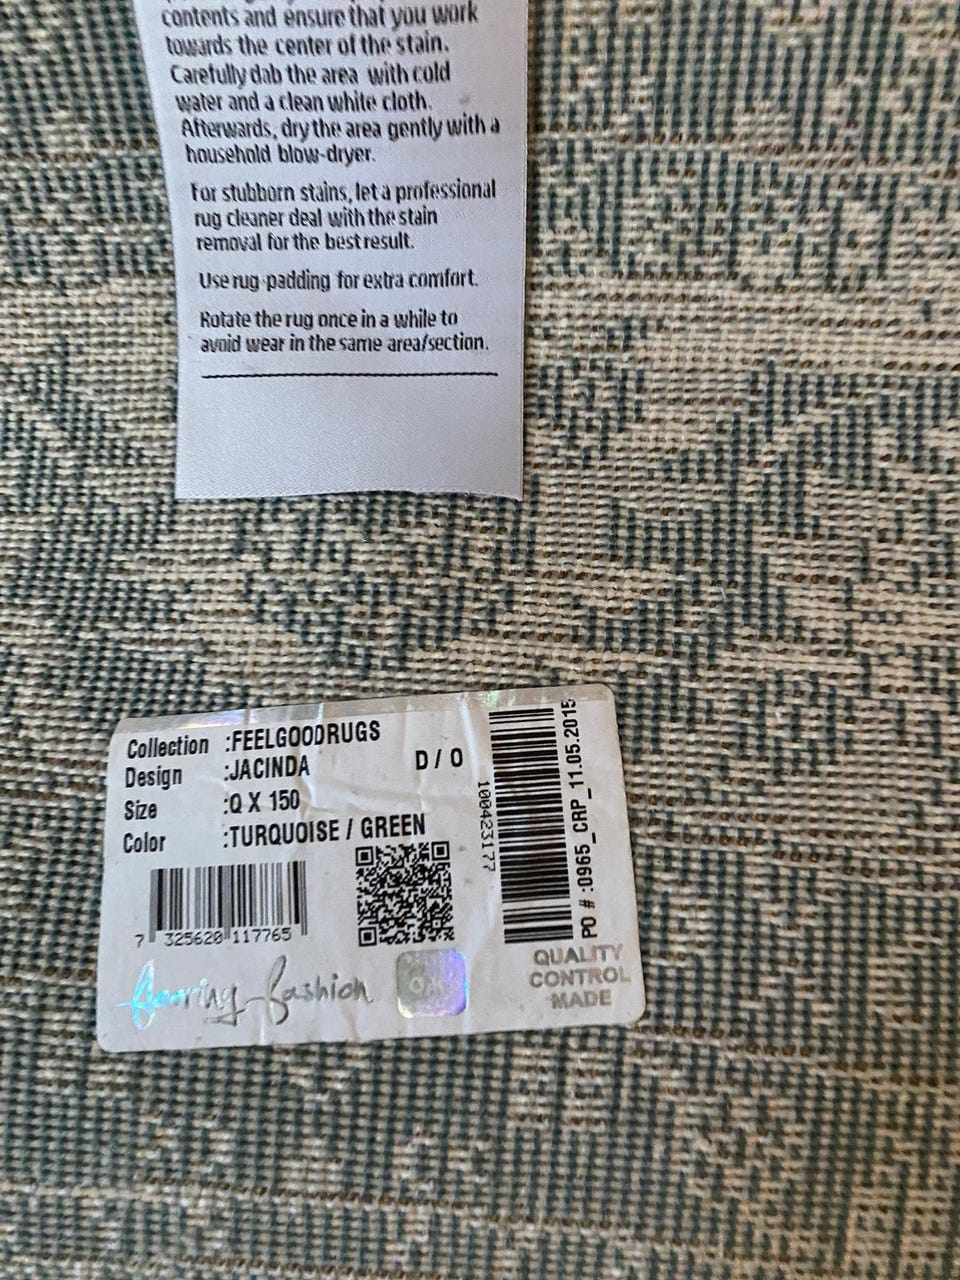 contents and ensure that you work
towards the center of the stain.
Carefully dab the area with cold
water and a clean white cloth.
Afterwards, dry the area gently with a
household blow-dryer.
For stubborn stains, let a professional
rug cleaner deal with the stain
removal for the best result.
Use rug-padding for extra comfort.
Rotate the rug once in a while to
avoid wear in the same area/section.
Collection :FEELGOODRUGS
Design :JACINDA
D / O
Size :Q X 150
Color :TURQUOISE / GREEN
7 325620 117765
100423177
PO # :0965_CRP_11.05.2015
flooring fashion
QUALITY
CONTROL
MADE